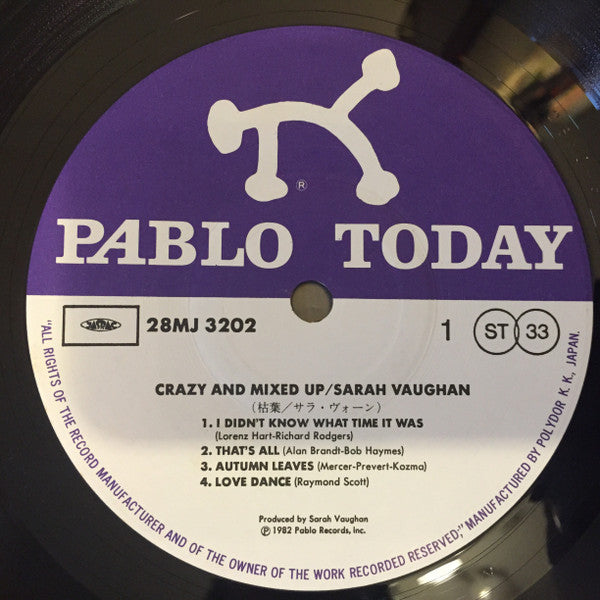 ®
PABLO TODAY
JASRAC
28MJ 3202
1
ST 33
CRAZY AND MIXED UP/SARAH VAUGHAN
(枯葉／サラ・ヴォーン)
1. I DIDN'T KNOW WHAT TIME IT WAS
(Lorenz Hart-Richard Rodgers)
2. THAT'S ALL (Alan Brandt-Bob Haymes)
3. AUTUMN LEAVES (Mercer-Prevert-Kozma)
4. LOVE DANCE (Raymond Scott)
Produced by Sarah Vaughan
℗ 1982 Pablo Records, Inc.
"ALL RIGHTS OF THE RECORD MANUFACTURER AND OF THE OWNER OF THE WORK RECORDED RESERVED;" MANUFACTURED BY POLYDOR K. K., JAPAN.